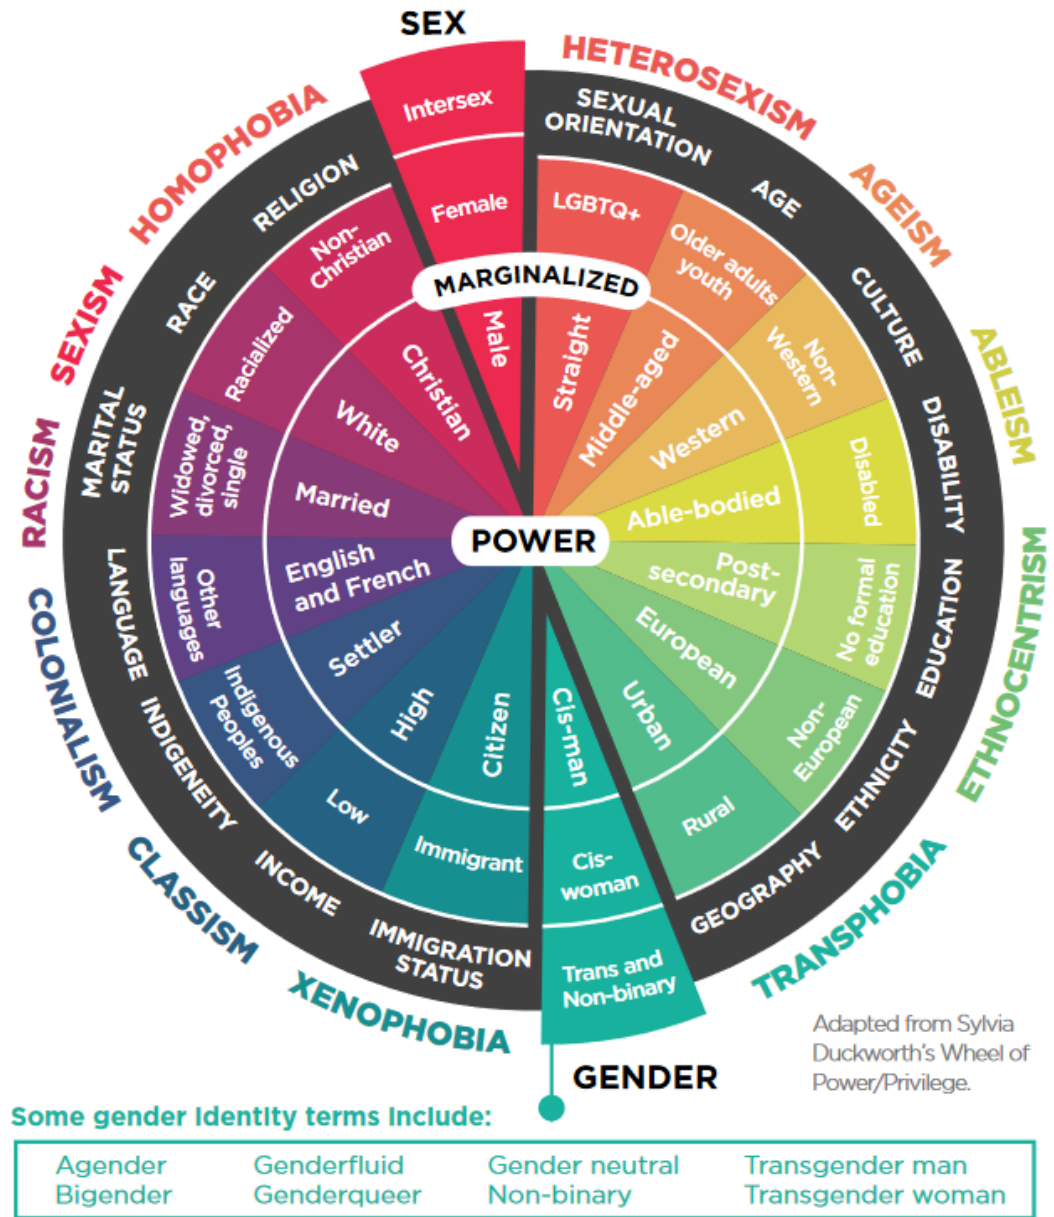 SEX
HETEROSEXISM
AGEISM
ABLEISM
ETHNOCENTRISM
TRANSPHOBIA
XENOPHOBIA
CLASSISM
COLONIALISM
RACISM
SEXISM
HOMOPHOBIA
Intersex
Female
Male
SEXUAL
ORIENTATION
LGBTQ+
Straight
AGE
Older adults
youth
Middle-aged
CULTURE
Non-
Western
Western
DISABILITY
Disabled
Able-bodied
EDUCATION
No formal
education
Post-
secondary
ETHNICITY
Non-
European
European
GEOGRAPHY
Rural
Urban
Cis-man
Cis-
woman
Trans and
Non-binary
GENDER
IMMIGRATION
STATUS
Immigrant
Citizen
INCOME
Low
High
INDIGENEITY
Indigenous
Peoples
Settler
LANGUAGE
Other
languages
English
and French
MARITAL
STATUS
Widowed,
divorced,
single
Married
RACE
Racialized
White
RELIGION
Non-
Christian
Christian
MARGINALIZED
POWER
Adapted from Sylvia
Duckworth's Wheel of
Power/Privilege.
Some gender identity terms include:
Agender Genderfluid Gender neutral Transgender man
Bigender Genderqueer Non-binary Transgender woman